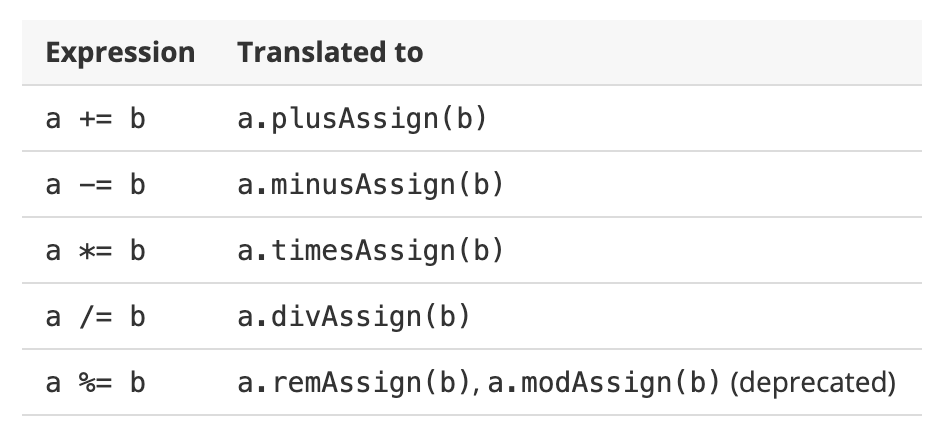 Expression Translated to
a += b a.plusAssign(b)
a -= b a.minusAssign(b)
a *= b a.timesAssign(b)
a /= b a.divAssign(b)
a %= b a.remAssign(b), a.modAssign(b) (deprecated)